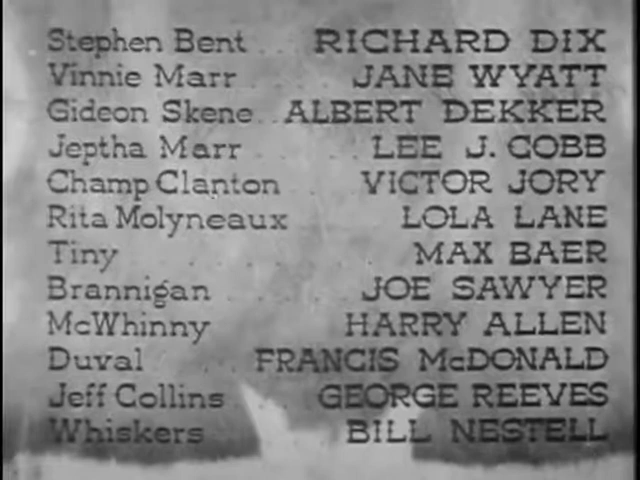 Stephen Bent .. RICHARD DIX
Vinnie Marr .... JANE WYATT
Gideon Skene .. ALBERT DEKKER
Jeptha Marr .... LEE J. COBB
Champ Clanton .... VICTOR JORY
Rita Molyneaux .... LOLA LANE
Tiny .... MAX BAER
Brannigan .... JOE SAWYER
McWhinny .... HARRY ALLEN
Duval .... FRANCIS McDONALD
Jeff Collins .... GEORGE REEVES
Whiskers .... BILL NESTELL